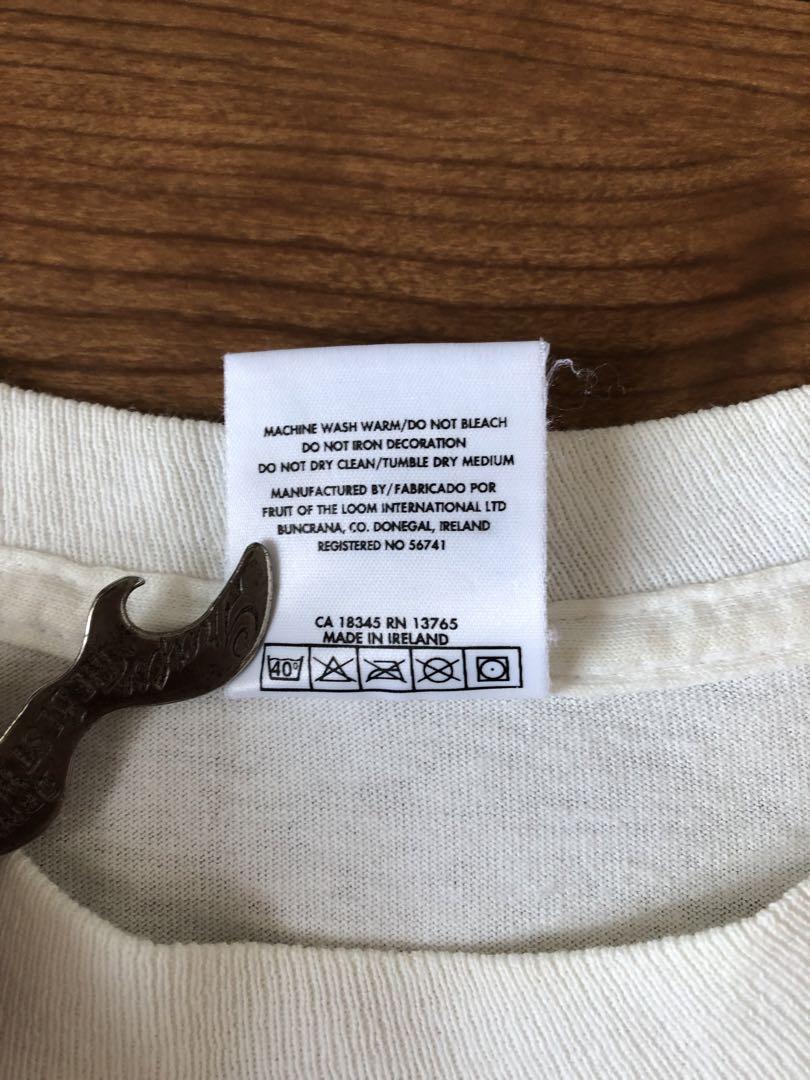 MACHINE WASH WARM/DO NOT BLEACH
DO NOT IRON DECORATION
DO NOT DRY CLEAN/TUMBLE DRY MEDIUM
MANUFACTURED BY/FABRICADO POR
FRUIT OF THE LOOM INTERNATIONAL LTD
BUNCRANA, CO. DONEGAL, IRELAND
REGISTERED NO 56741
CA 18345 RN 13765
MADE IN IRELAND
40°